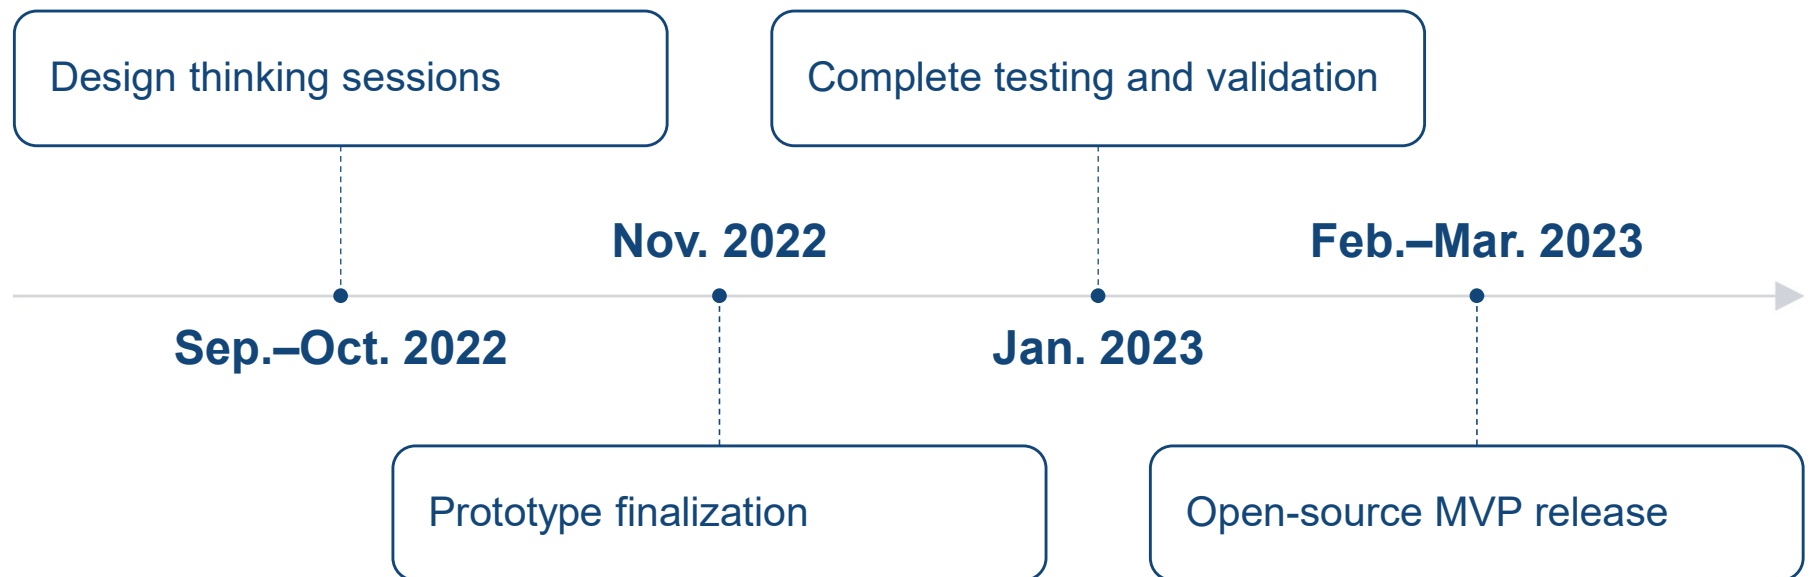 Design thinking sessions
Complete testing and validation
Nov. 2022
Feb.–Mar. 2023
Sep.–Oct. 2022
Jan. 2023
Prototype finalization
Open-source MVP release